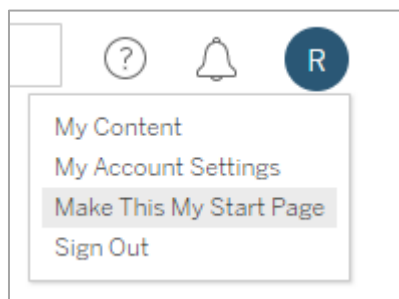 R
My Content
My Account Settings
Make This My Start Page
Sign Out